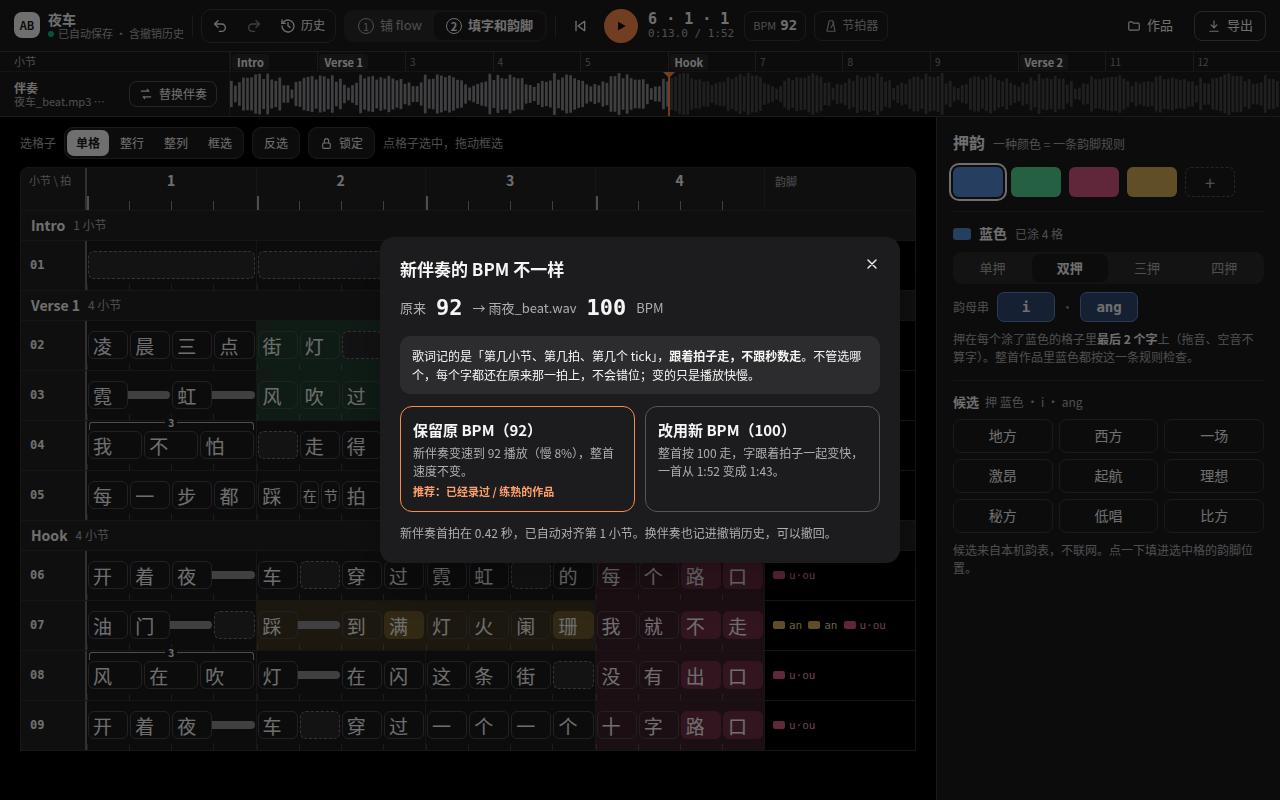 AB 夜车
已自动保存 · 含撤销历史
历史
① 铺 flow
② 填字和韵脚
6 · 1 · 1
0:13.0 / 1:52
BPM 92
节拍器
作品
导出
小节
Intro Verse 1 3 4 5 Hook 7 8 9 Verse 2 11 12
伴奏
夜车_beat.mp3 ···
替换伴奏
选格子 单格 整行 整列 框选 反选 锁定 点格子选中，拖动框选
小节 \ 拍 1 2 3 4 韵脚
Intro 1 小节
01
Verse 1 4 小节
02 凌 晨 三 点 街 灯
03 霓 虹 风 吹 过
3
04 我 不 怕 走 得
05 每 一 步 都 踩 在 节 拍
Hook 4 小节
06 开 着 夜 车 穿 过 霓 虹 的 每 个 路 口 u·ou
07 油 门 踩 到 满 灯 火 阑 珊 我 就 不 走 an an u·ou
3
08 风 在 吹 灯 在 闪 这 条 街 没 有 出 口 u·ou
09 开 着 夜 车 穿 过 一 个 一 个 十 字 路 口 u·ou
新伴奏的 BPM 不一样
原来 92 → 雨夜_beat.wav 100 BPM
歌词记的是「第几小节、第几拍、第几个 tick」，跟着拍子走，不跟秒数走。不管选哪
个，每个字都还在原来那一拍上，不会错位；变的只是播放快慢。
保留原 BPM（92）
新伴奏变速到 92 播放（慢 8%），整首
速度不变。
推荐：已经录过 / 练熟的作品
改用新 BPM（100）
整首按 100 走，字跟着拍子一起变快，
一首从 1:52 变成 1:43。
新伴奏首拍在 0.42 秒，已自动对齐第 1 小节。换伴奏也记进撤销历史，可以撤回。
押韵 一种颜色 = 一条韵脚规则
+
蓝色 已涂 4 格
单押 双押 三押 四押
韵母串 i · ang
押在每个涂了蓝色的格子里最后 2 个字上（拖音、空音不
算字）。整首作品里蓝色都按这一条规则检查。
候选 押 蓝色 · i · ang
地方 西方 一场
激昂 起航 理想
秘方 低唱 比方
候选来自本机韵表，不联网。点一下填进选中格的韵脚位
置。